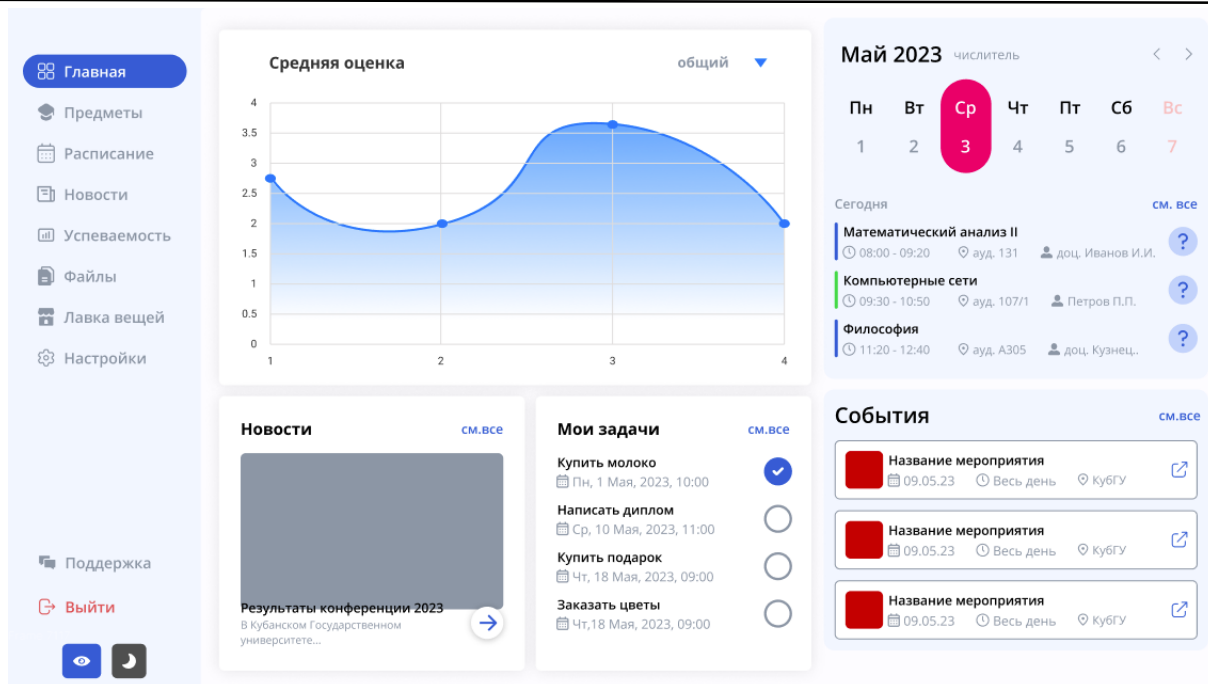 Главная
Предметы
Расписание
Новости
Успеваемость
Файлы
Лавка вещей
Настройки
Поддержка
Выйти
Средняя оценка общий
4
3.5
3
2.5
2
1.5
1
0.5
0
1 2 3 4
Новости см.все
Результаты конференции 2023
В Кубанском Государственном
университете...
Мои задачи см.все
Купить молоко
Пн, 1 Мая, 2023, 10:00
Написать диплом
Ср, 10 Мая, 2023, 11:00
Купить подарок
Чт, 18 Мая, 2023, 09:00
Заказать цветы
Чт,18 Мая, 2023, 09:00
Май 2023 числитель
Пн Вт Ср Чт Пт Сб Вс
1 2 3 4 5 6 7
Сегодня см. все
Математический анализ II
08:00 - 09:20 ауд. 131 доц. Иванов И.И.
?
Компьютерные сети
09:30 - 10:50 ауд. 107/1 Петров П.П.
?
Философия
11:20 - 12:40 ауд. А305 доц. Кузнец..
?
События см.все
Название мероприятия
09.05.23 Весь день КубГУ
Название мероприятия
09.05.23 Весь день КубГУ
Название мероприятия
09.05.23 Весь день КубГУ